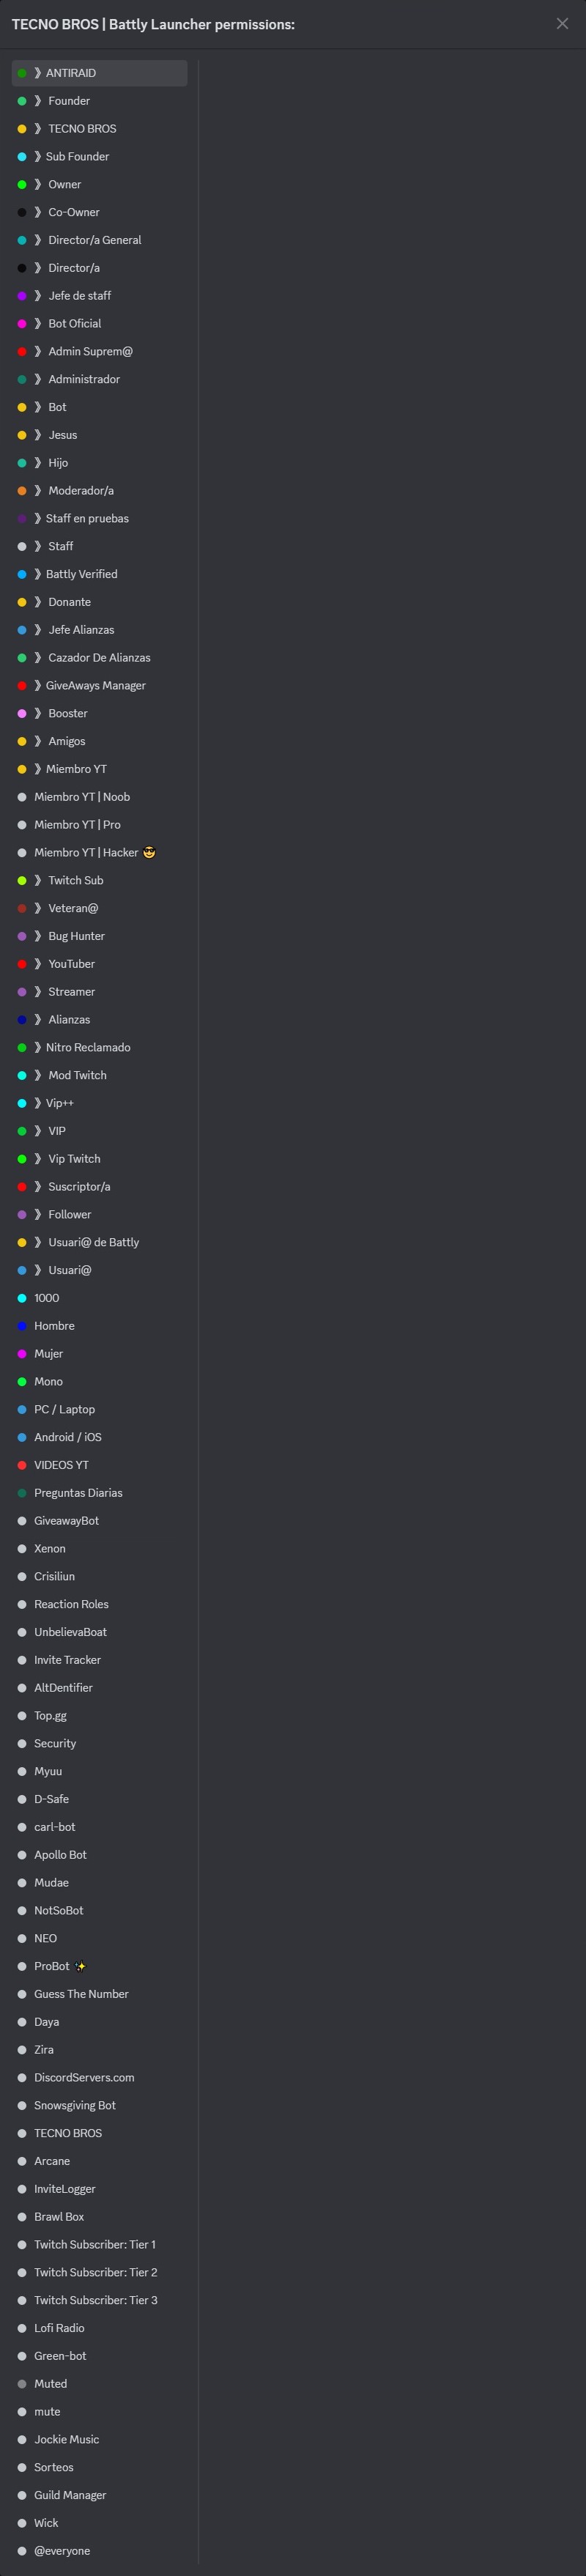 TECNO BROS | Battly Launcher permissions:
》ANTIRAID
》 Founder
》 TECNO BROS
》Sub Founder
》 Owner
》 Co-Owner
》 Director/a General
》 Director/a
》 Jefe de staff
》 Bot Oficial
》 Admin Suprem@
》 Administrador
》 Bot
》 Jesus
》 Hijo
》 Moderador/a
》Staff en pruebas
》 Staff
》Battly Verified
》 Donante
》 Jefe Alianzas
》 Cazador De Alianzas
》GiveAways Manager
》 Booster
》 Amigos
》Miembro YT
Miembro YT | Noob
Miembro YT | Pro
Miembro YT | Hacker 😎
》 Twitch Sub
》 Veteran@
》 Bug Hunter
》 YouTuber
》 Streamer
》 Alianzas
》Nitro Reclamado
》 Mod Twitch
》Vip++
》 VIP
》 Vip Twitch
》 Suscriptor/a
》 Follower
》 Usuari@ de Battly
》 Usuari@
1000
Hombre
Mujer
Mono
PC / Laptop
Android / iOS
VIDEOS YT
Preguntas Diarias
GiveawayBot
Xenon
Crisiliun
Reaction Roles
UnbelievaBoat
Invite Tracker
AltDentifier
Top.gg
Security
Myuu
D-Safe
carl-bot
Apollo Bot
Mudae
NotSoBot
NEO
ProBot ✨
Guess The Number
Daya
Zira
DiscordServers.com
Snowsgiving Bot
TECNO BROS
Arcane
InviteLogger
Brawl Box
Twitch Subscriber: Tier 1
Twitch Subscriber: Tier 2
Twitch Subscriber: Tier 3
Lofi Radio
Green-bot
Muted
mute
Jockie Music
Sorteos
Guild Manager
Wick
@everyone